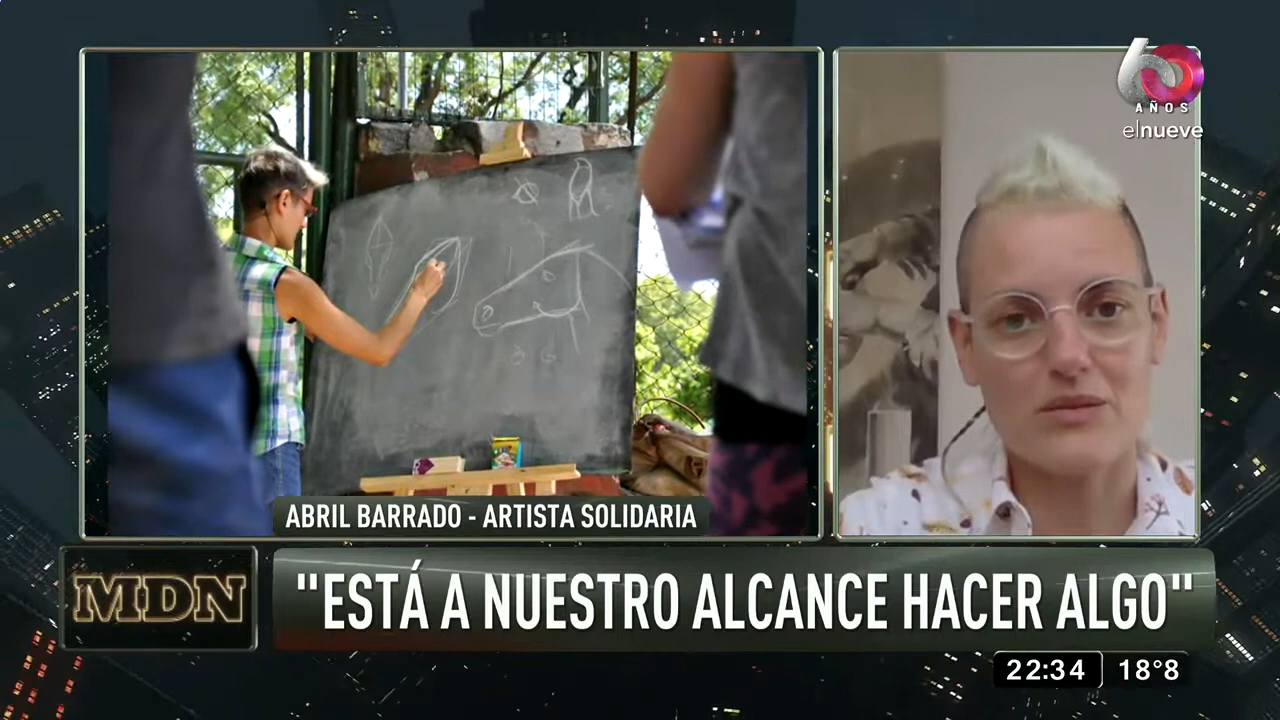 60
AÑOS
elnueve
ABRIL BARRADO - ARTISTA SOLIDARIA
MDN
"ESTÁ A NUESTRO ALCANCE HACER ALGO"
22:34 18°8